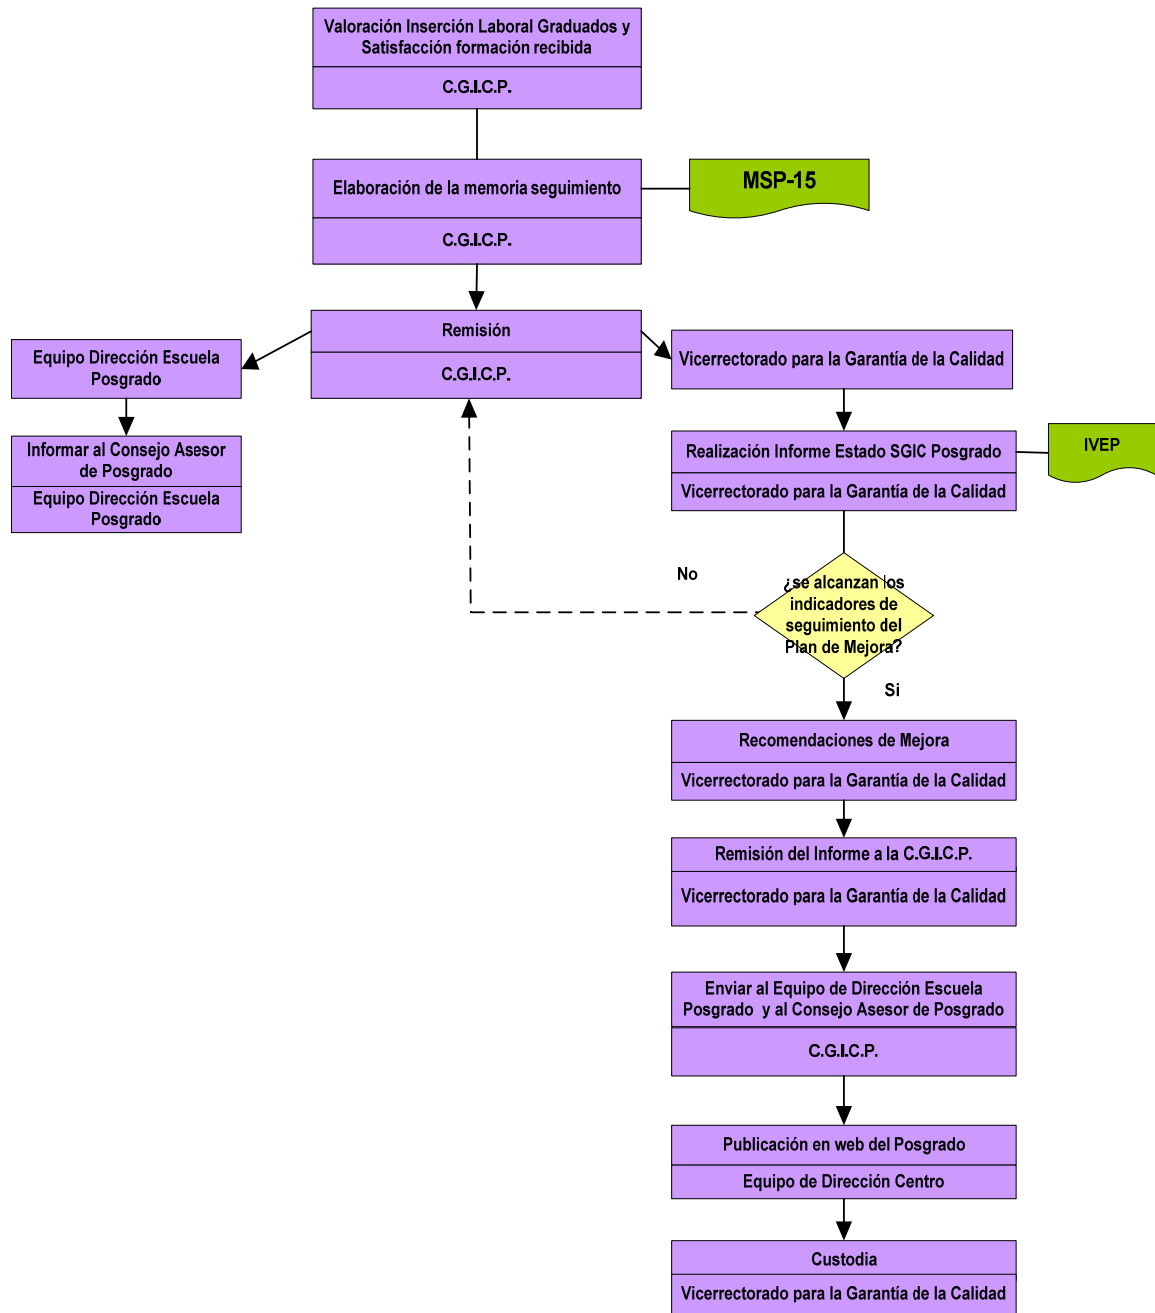 Valoración Inserción Laboral Graduados y
Satisfacción formación recibida
C.G.I.C.P.
Elaboración de la memoria seguimiento
C.G.I.C.P.
MSP-15
Remisión
C.G.I.C.P.
Equipo Dirección Escuela
Posgrado
Informar al Consejo Asesor
de Posgrado
Equipo Dirección Escuela
Posgrado
Vicerrectorado para la Garantía de la Calidad
Realización Informe Estado SGIC Posgrado
Vicerrectorado para la Garantía de la Calidad
IVEP
No
¿se alcanzan los
indicadores de
seguimiento del
Plan de Mejora?
Si
Recomendaciones de Mejora
Vicerrectorado para la Garantía de la Calidad
Remisión del Informe a la C.G.I.C.P.
Vicerrectorado para la Garantía de la Calidad
Enviar al Equipo de Dirección Escuela
Posgrado y al Consejo Asesor de Posgrado
C.G.I.C.P.
Publicación en web del Posgrado
Equipo de Dirección Centro
Custodia
Vicerrectorado para la Garantía de la Calidad